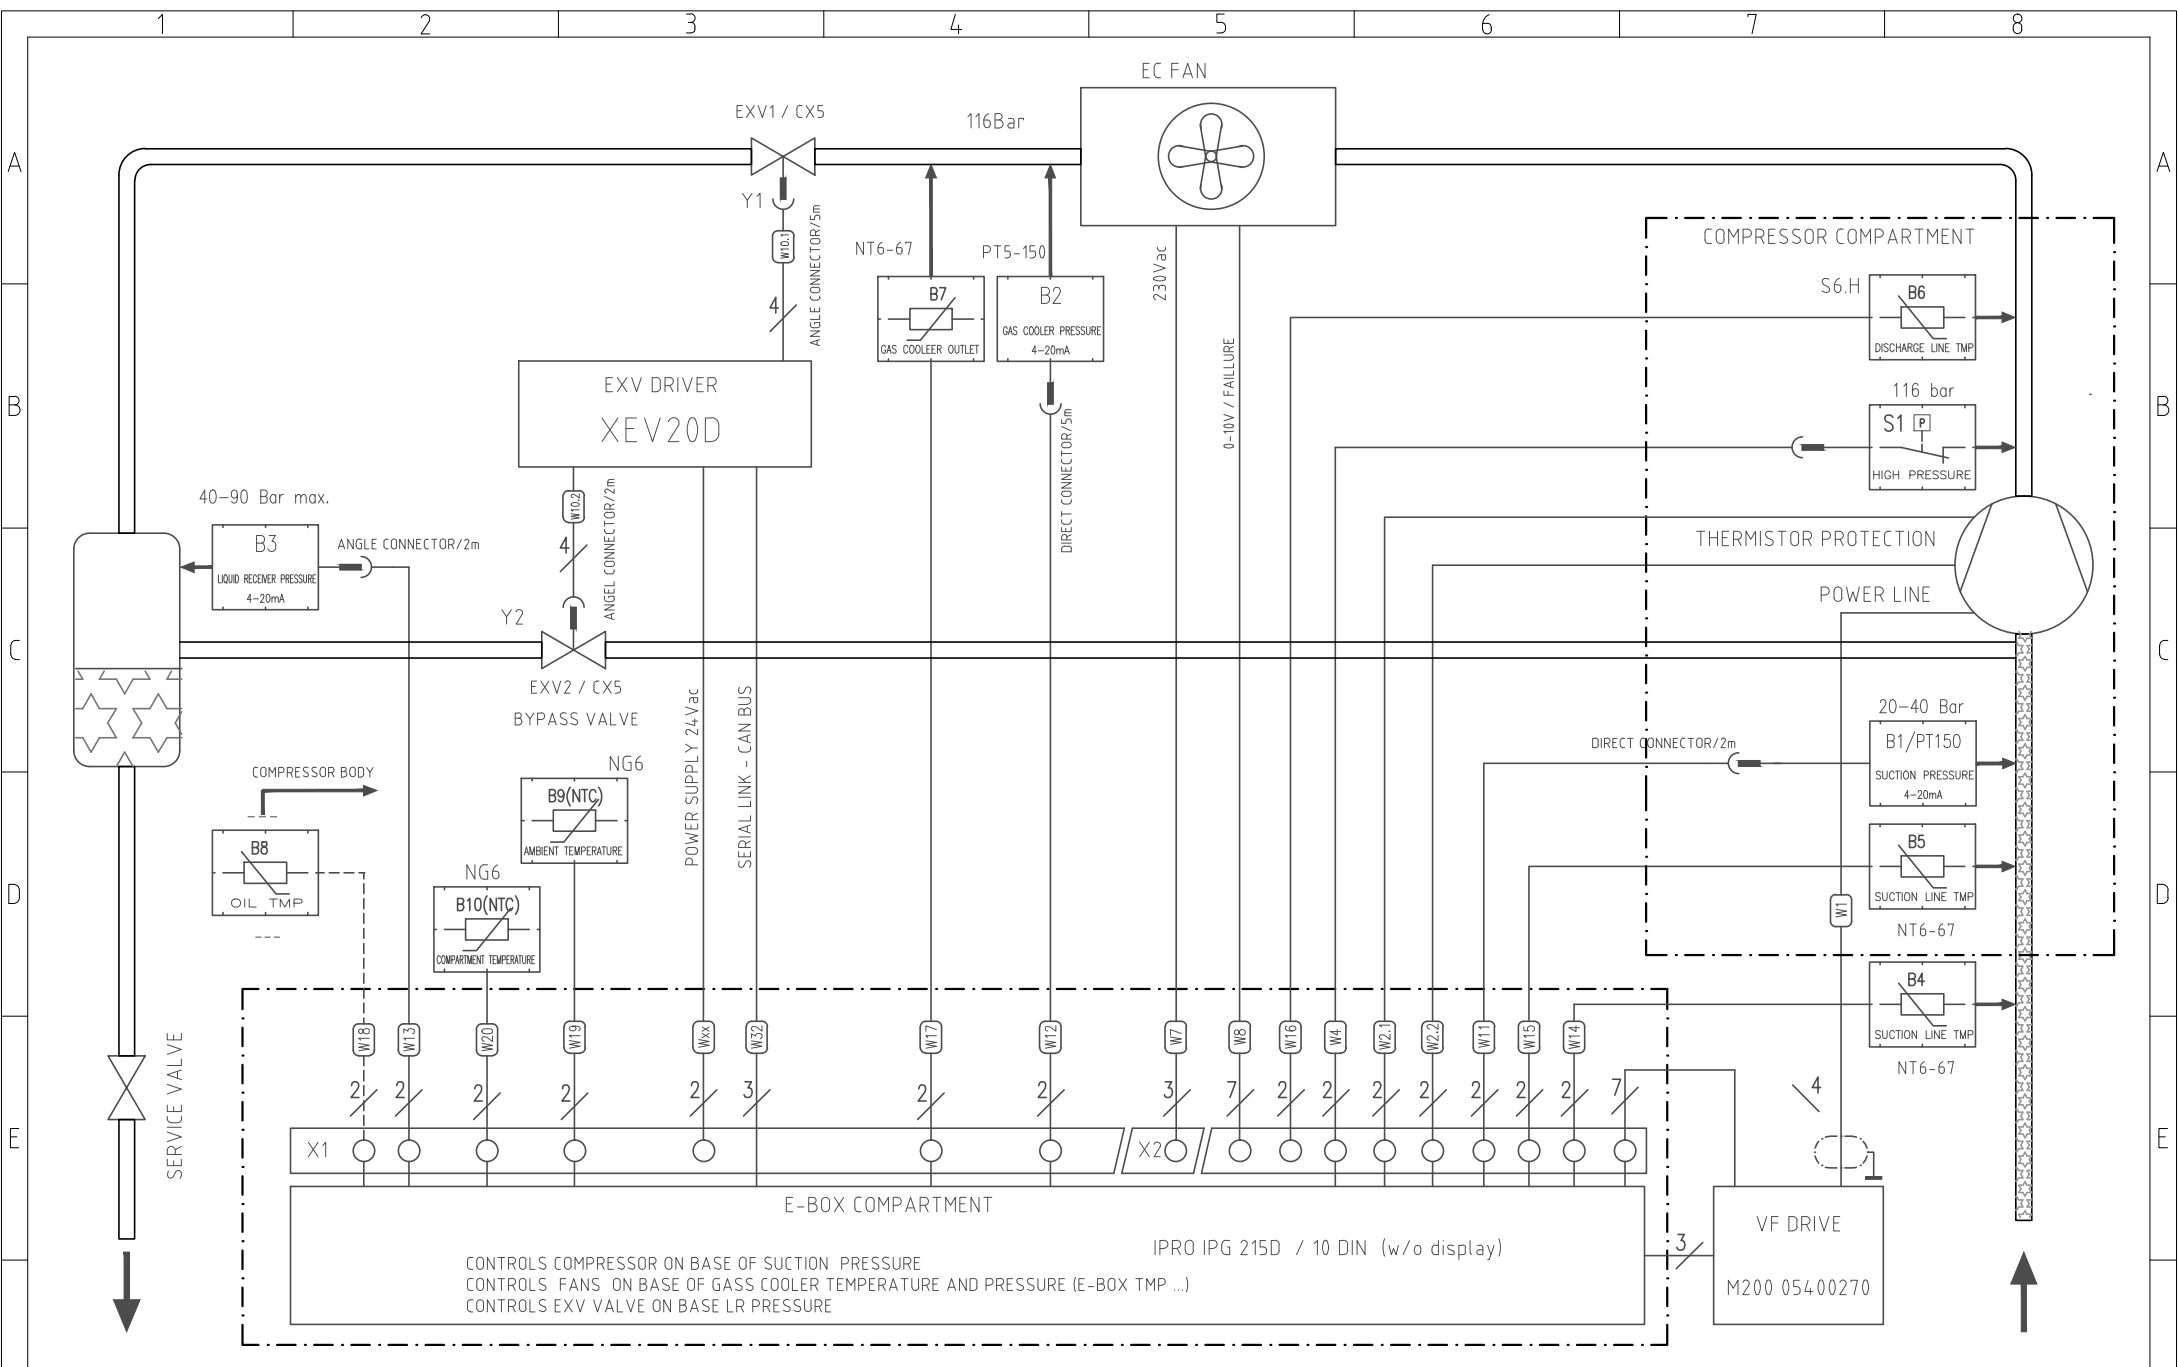 1 2 3 4 5 6 7 8
A
B
C
D
E
A
B
C
D
E
EC FAN
EXV1 / CX5
116Bar
Y1
W10.1
ANGLE CONNECTOR/5m
4
NT6-67
B7
GAS COOLEER OUTLET
PT5-150
B2
GAS COOLER PRESSURE
4-20mA
DIRECT CONNECTOR/5m
230Vac
0-10V / FAILLURE
COMPRESSOR COMPARTMENT
S6.H
B6
DISCHARGE LINE TMP
116 bar
S1 P
HIGH PRESSURE
THERMISTOR PROTECTION
POWER LINE
EXV DRIVER
XEV20D
W10.2
ANGEL CONNECTOR/2m
4
Y2
EXV2 / CX5
BYPASS VALVE
40-90 Bar max.
B3
LIQUID RECEIVER PRESSURE
4-20mA
ANGLE CONNECTOR/2m
POWER SUPPLY 24Vac
SERIAL LINK - CAN BUS
20-40 Bar
B1/PT150
SUCTION PRESSURE
4-20mA
DIRECT CONNECTOR/2m
B5
SUCTION LINE TMP
NT6-67
W1
B4
SUCTION LINE TMP
NT6-67
COMPRESSOR BODY
---
B8
OIL TMP
---
NG6
B9(NTC)
AMBIENT TEMPERATURE
NG6
B10(NTC)
COMPARTMENT TEMPERATURE
SERVICE VALVE
W18 W13 W20 W19 Wxx W32 W17 W12 W7 W8 W16 W4 W2.1 W2.2 W11 W15 W14
2 2 2 2 2 3 2 2 3 7 2 2 2 2 2 2 2 7
4
X1 X2
E-BOX COMPARTMENT
IPRO IPG 215D / 10 DIN (w/o display)
CONTROLS COMPRESSOR ON BASE OF SUCTION PRESSURE
CONTROLS FANS ON BASE OF GASS COOLER TEMPERATURE AND PRESSURE (E-BOX TMP ...)
CONTROLS EXV VALVE ON BASE LR PRESSURE
3
VF DRIVE
M200 05400270